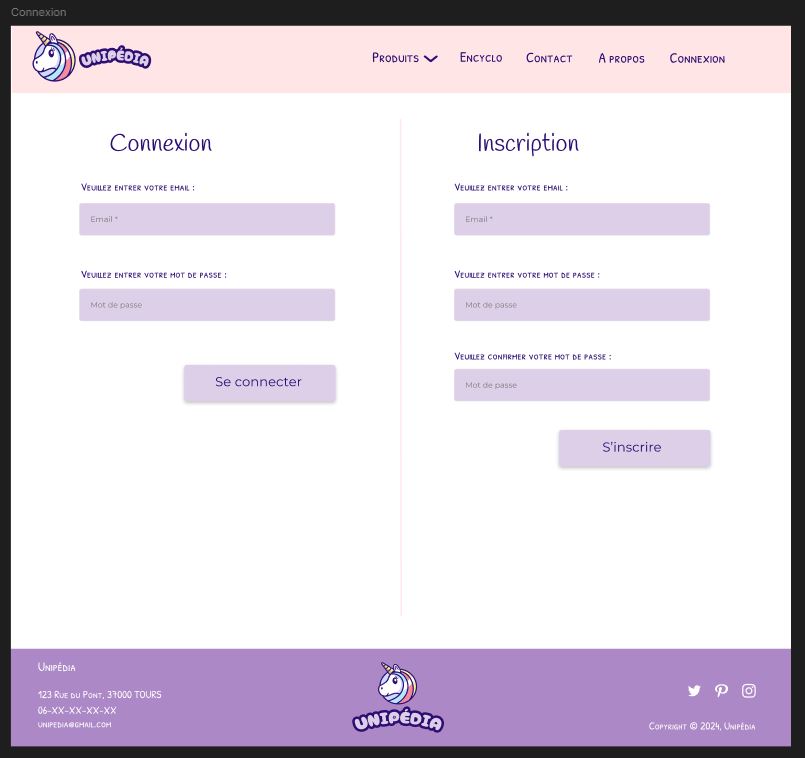 Connexion
UNIPÉDIA
Produits Encyclo Contact A propos Connexion
Connexion
Veuillez entrer votre email :
Email *
Veuillez entrer votre mot de passe :
Mot de passe
Se connecter
Inscription
Veuillez entrer votre email :
Email *
Veuillez entrer votre mot de passe :
Mot de passe
Veuillez confirmer votre mot de passe :
Mot de passe
S'inscrire
Unipédia
123 Rue du Pont, 37000 TOURS
06-XX-XX-XX-XX
unipedia@gmail.com
UNIPÉDIA
Copyright © 2024, Unipédia